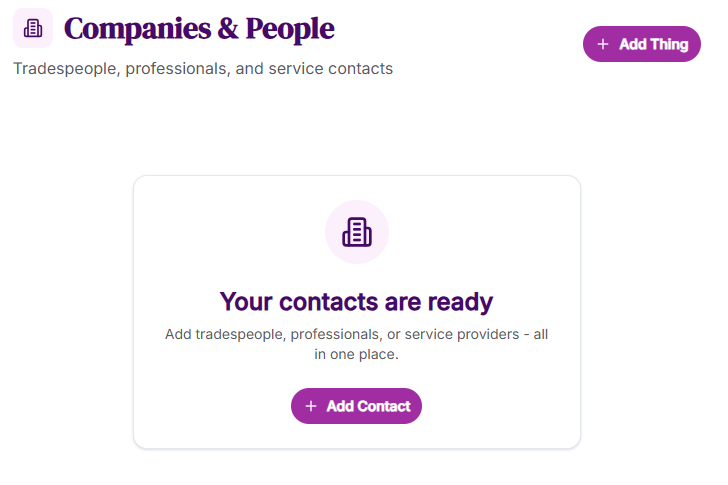 Companies & People
+ Add Thing
Tradespeople, professionals, and service contacts
Your contacts are ready
Add tradespeople, professionals, or service providers - all
in one place.
+ Add Contact